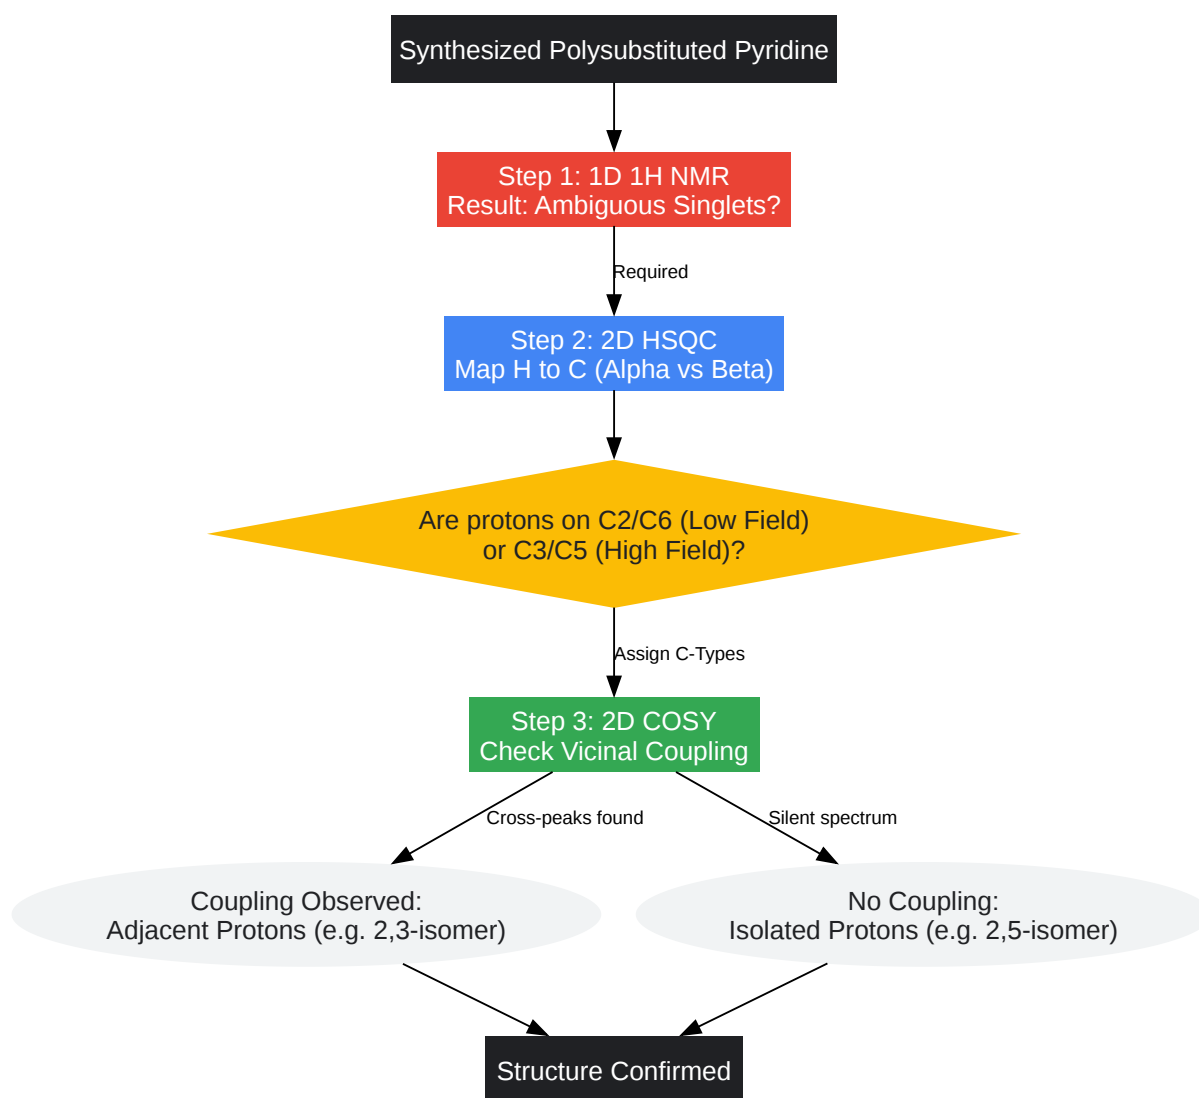 Synthesized Polysubstituted Pyridine
Step 1: 1D 1H NMR
Result: Ambiguous Singlets?
Required
Step 2: 2D HSQC
Map H to C (Alpha vs Beta)
Are protons on C2/C6 (Low Field)
or C3/C5 (High Field)?
Assign C-Types
Step 3: 2D COSY
Check Vicinal Coupling
Cross-peaks found
Silent spectrum
Coupling Observed:
Adjacent Protons (e.g. 2,3-isomer)
No Coupling:
Isolated Protons (e.g. 2,5-isomer)
Structure Confirmed